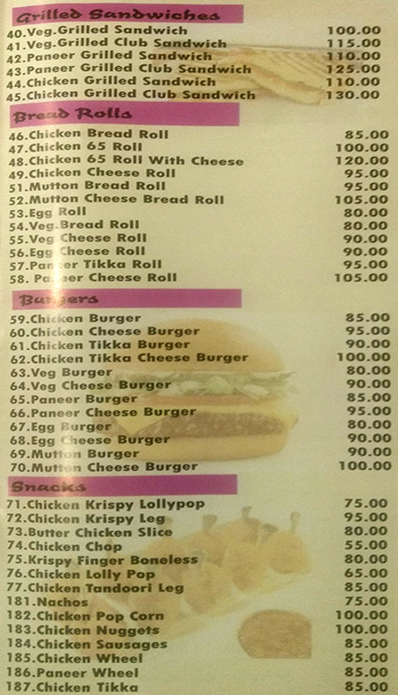 Grilled Sandwiches
40.Veg.Grilled Sandwich 100.00
41.Veg.Grilled Club Sandwich 115.00
42.Paneer Grilled Sandwich 110.00
43.Paneer Grilled Club Sandwich 125.00
44.Chicken Grilled Sandwich 110.00
45.Chicken Grilled Club Sandwich 130.00
Bread Rolls
46.Chicken Bread Roll 85.00
47.Chicken 65 Roll 100.00
48.Chicken 65 Roll With Cheese 120.00
49.Chicken Cheese Roll 95.00
51.Mutton Bread Roll 95.00
52.Mutton Cheese Bread Roll 105.00
53.Egg Roll 80.00
54.Veg.Bread Roll 80.00
55.Veg Cheese Roll 90.00
56.Egg Cheese Roll 90.00
57.Paneer Tikka Roll 95.00
58. Paneer Cheese Roll 105.00
Burgers
59.Chicken Burger 85.00
60.Chicken Cheese Burger 95.00
61.Chicken Tikka Burger 90.00
62.Chicken Tikka Cheese Burger 100.00
63.Veg Burger 80.00
64.Veg Cheese Burger 90.00
65.Paneer Burger 85.00
66.Paneer Cheese Burger 95.00
67.Egg Burger 80.00
68.Egg Cheese Burger 90.00
69.Mutton Burger 90.00
70.Mutton Cheese Burger 100.00
Snacks
71.Chicken Krispy Lollypop 75.00
72.Chicken Krispy Leg 95.00
73.Butter Chicken Slice 80.00
74.Chicken Chop 55.00
75.Krispy Finger Boneless 80.00
76.Chicken Lolly Pop 65.00
77.Chicken Tandoori Leg 85.00
181.Nachos 75.00
182.Chicken Pop Corn 100.00
183.Chicken Nuggets 100.00
184.Chicken Sausages 85.00
185.Chicken Wheel 85.00
186.Paneer Wheel 85.00
187.Chicken Tikka 85.00